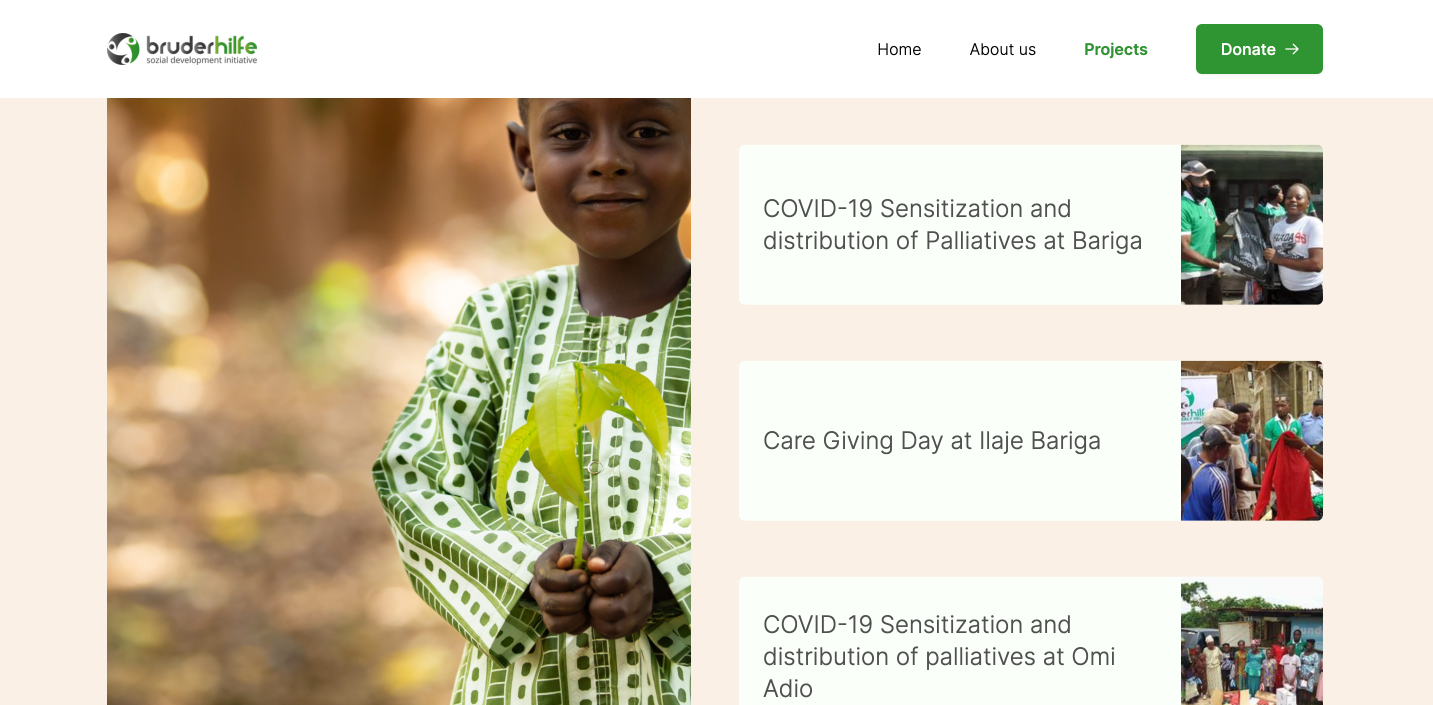 bruderhilfe
sozial development initiative
Home
About us
Projects
Donate →
COVID-19 Sensitization and
distribution of Palliatives at Bariga
Care Giving Day at Ilaje Bariga
COVID-19 Sensitization and
distribution of palliatives at Omi
Adio